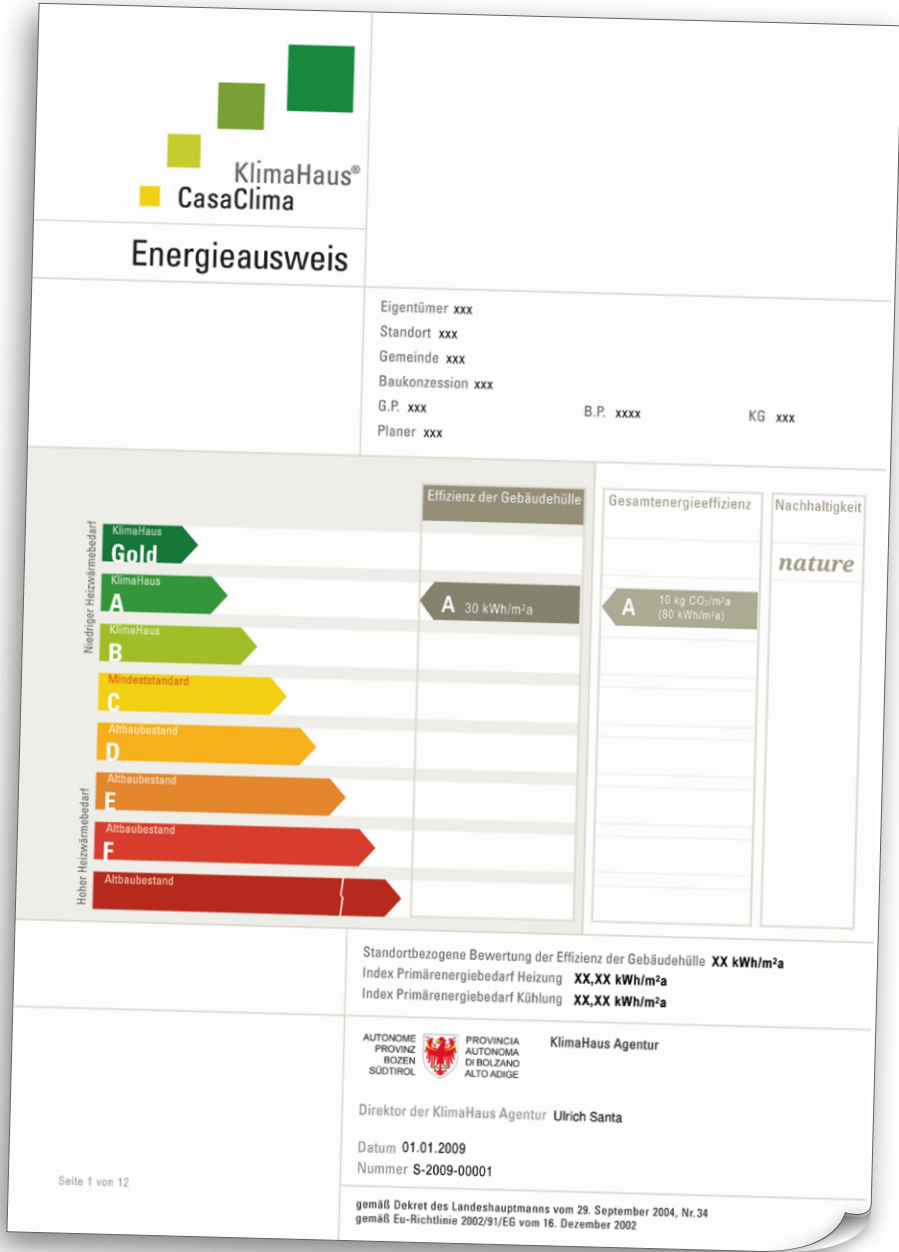 KlimaHaus®
CasaClima
Energieausweis
Eigentümer xxx
Standort xxx
Gemeinde xxx
Baukonzession xxx
G.P. xxx B.P. xxxx KG xxx
Planer xxx
Effizienz der Gebäudehülle
Gesamtenergieeffizienz
Nachhaltigkeit
Niedriger Heizwärmebedarf
Hoher Heizwärmebedarf
KlimaHaus
Gold
nature
KlimaHaus
A
A 30 kWh/m²a
A 10 kg CO₂/m²a
(80 kWh/m²a)
KlimaHaus
B
Mindeststandard
C
Altbaubestand
D
Altbaubestand
E
Altbaubestand
F
Altbaubestand
Standortbezogene Bewertung der Effizienz der Gebäudehülle XX kWh/m²a
Index Primärenergiebedarf Heizung XX,XX kWh/m²a
Index Primärenergiebedarf Kühlung XX,XX kWh/m²a
AUTONOME
PROVINZ
BOZEN
SÜDTIROL
PROVINCIA
AUTONOMA
DI BOLZANO
ALTO ADIGE
KlimaHaus Agentur
Direktor der KlimaHaus Agentur Ulrich Santa
Datum 01.01.2009
Nummer S-2009-00001
Seite 1 von 12
gemäß Dekret des Landeshauptmanns vom 29. September 2004, Nr.34
gemäß Eu-Richtlinie 2002/91/EG vom 16. Dezember 2002